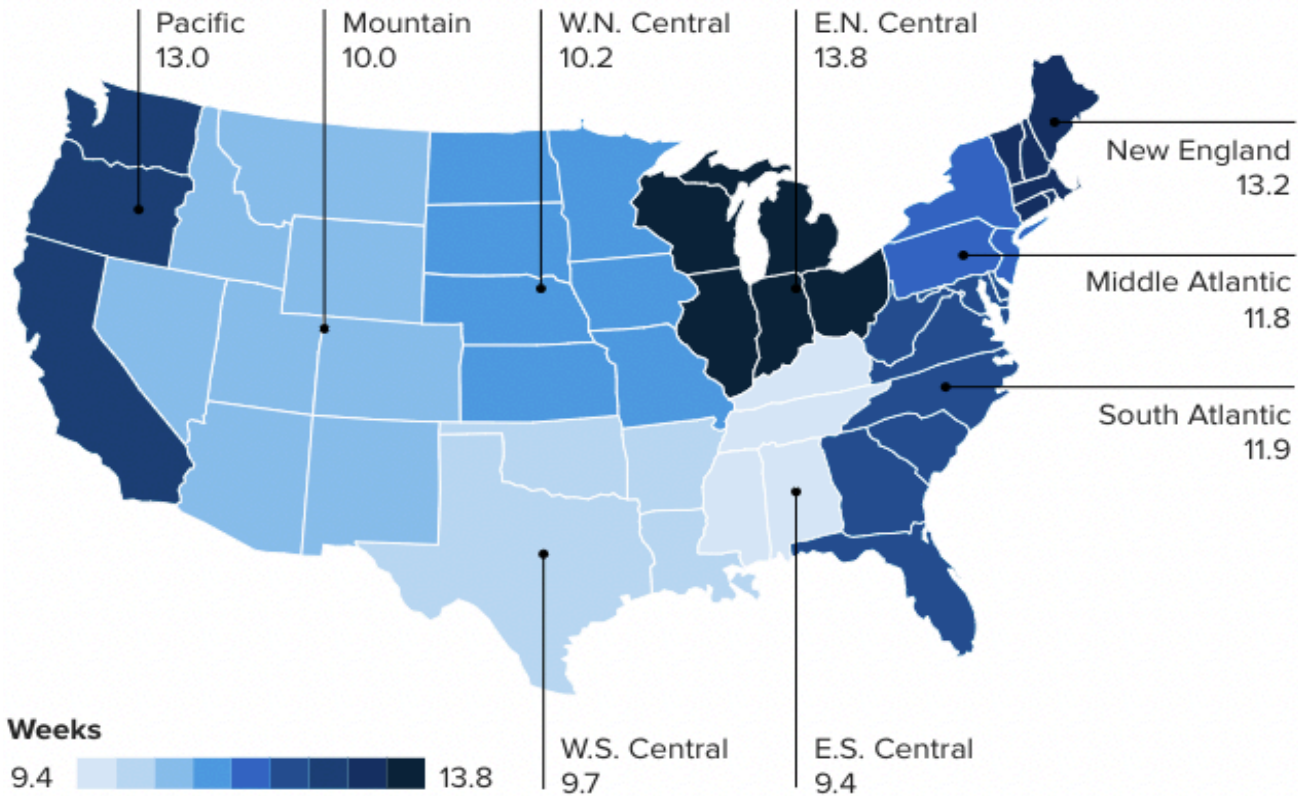 Pacific
13.0
Mountain
10.0
W.N. Central
10.2
E.N. Central
13.8
New England
13.2
Middle Atlantic
11.8
South Atlantic
11.9
W.S. Central
9.7
E.S. Central
9.4
Weeks
9.4
13.8